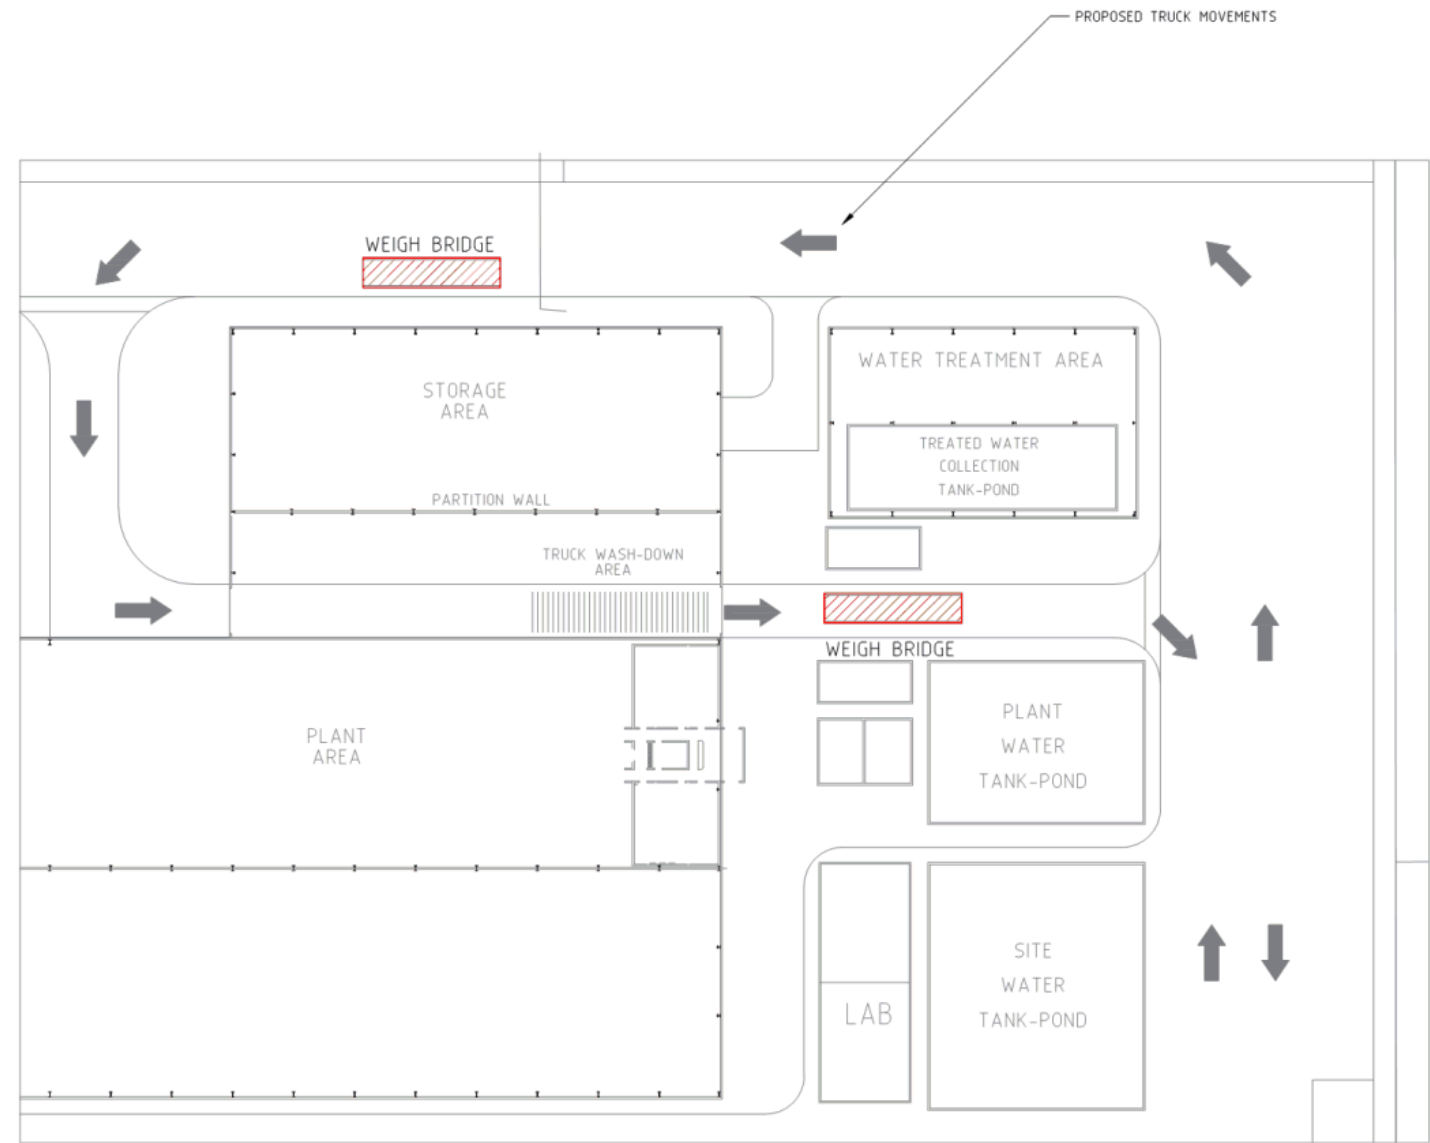 PROPOSED TRUCK MOVEMENTS
WEIGH BRIDGE
WATER TREATMENT AREA
STORAGE
AREA
TREATED WATER
COLLECTION
TANK-POND
PARTITION WALL
TRUCK WASH-DOWN
AREA
WEIGH BRIDGE
PLANT
AREA
PLANT
WATER
TANK-POND
LAB
SITE
WATER
TANK-POND